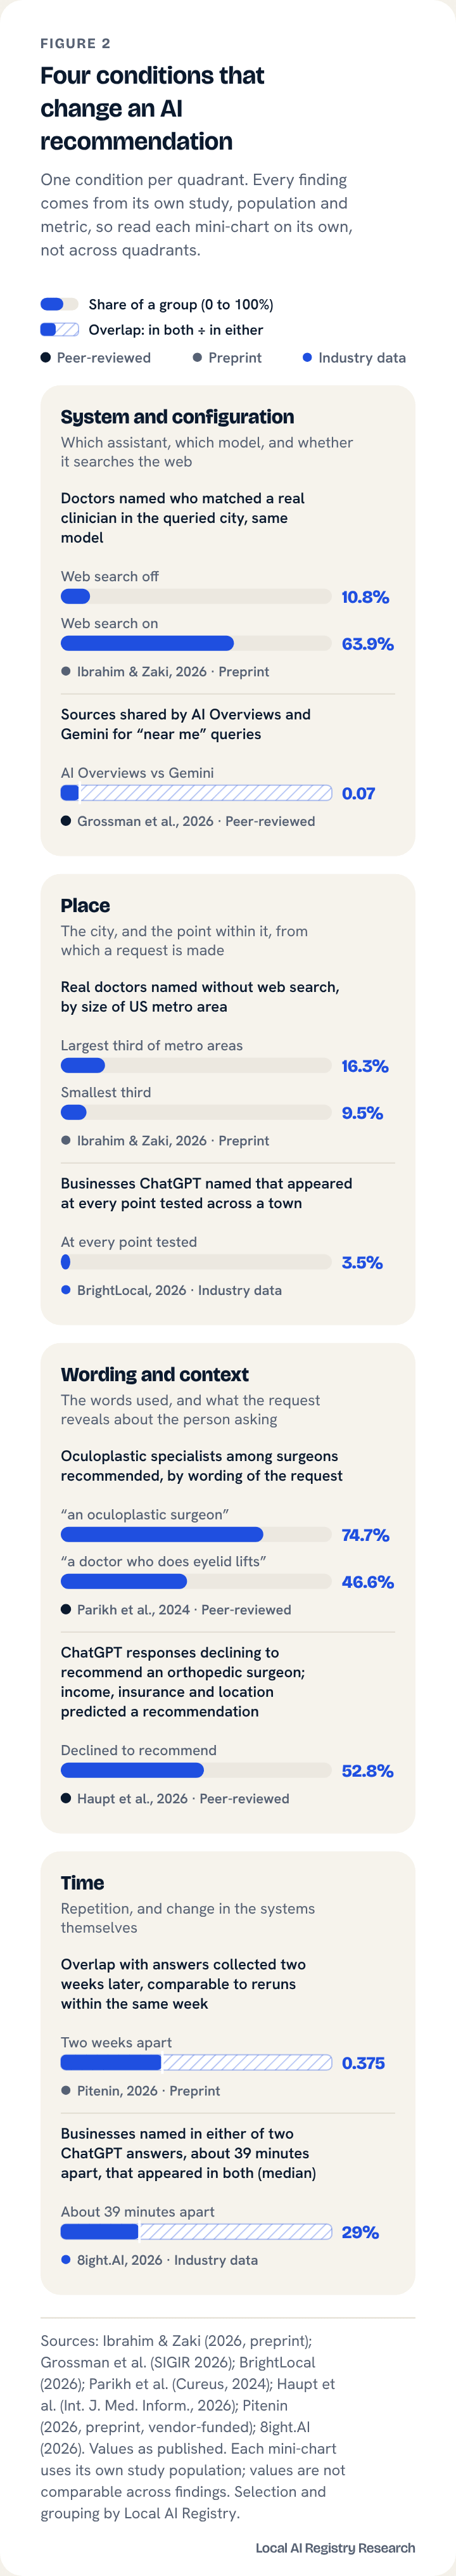 FIGURE 2
Four conditions that
change an AI
recommendation
One condition per quadrant. Every finding
comes from its own study, population and
metric, so read each mini-chart on its own,
not across quadrants.
Share of a group (0 to 100%)
Overlap: in both ÷ in either
Peer-reviewed Preprint Industry data
System and configuration
Which assistant, which model, and whether
it searches the web
Doctors named who matched a real
clinician in the queried city, same
model
Web search off
10.8%
Web search on
63.9%
Ibrahim & Zaki, 2026 · Preprint
Sources shared by AI Overviews and
Gemini for “near me” queries
AI Overviews vs Gemini
0.07
Grossman et al., 2026 · Peer-reviewed
Place
The city, and the point within it, from
which a request is made
Real doctors named without web search,
by size of US metro area
Largest third of metro areas
16.3%
Smallest third
9.5%
Ibrahim & Zaki, 2026 · Preprint
Businesses ChatGPT named that appeared
at every point tested across a town
At every point tested
3.5%
BrightLocal, 2026 · Industry data
Wording and context
The words used, and what the request
reveals about the person asking
Oculoplastic specialists among surgeons
recommended, by wording of the request
“an oculoplastic surgeon”
74.7%
“a doctor who does eyelid lifts”
46.6%
Parikh et al., 2024 · Peer-reviewed
ChatGPT responses declining to
recommend an orthopedic surgeon;
income, insurance and location
predicted a recommendation
Declined to recommend
52.8%
Haupt et al., 2026 · Peer-reviewed
Time
Repetition, and change in the systems
themselves
Overlap with answers collected two
weeks later, comparable to reruns
within the same week
Two weeks apart
0.375
Pitenin, 2026 · Preprint
Businesses named in either of two
ChatGPT answers, about 39 minutes
apart, that appeared in both (median)
About 39 minutes apart
29%
8ight.AI, 2026 · Industry data
Sources: Ibrahim & Zaki (2026, preprint);
Grossman et al. (SIGIR 2026); BrightLocal
(2026); Parikh et al. (Cureus, 2024); Haupt et
al. (Int. J. Med. Inform., 2026); Pitenin
(2026, preprint, vendor-funded); 8ight.AI
(2026). Values as published. Each mini-chart
uses its own study population; values are not
comparable across findings. Selection and
grouping by Local AI Registry.
Local AI Registry Research